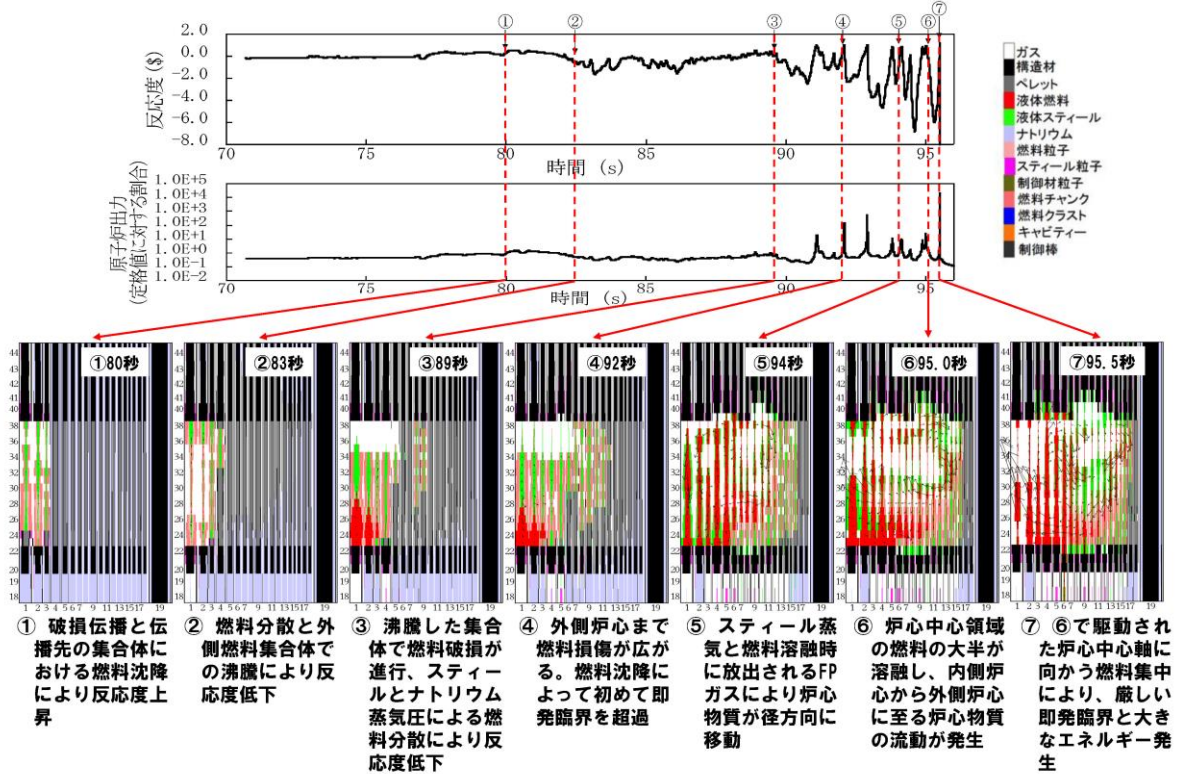 ① ② ③ ④ ⑤ ⑥ ⑦
2.0
0.0
-2.0
-4.0
-6.0
-8.0
反応度($)
70 75 80 85 90 95
時間 (s)
1.0E+5
1.0E+4
1.0E+3
1.0E+2
1.0E+1
1.0E+0
1.0E-1
1.0E-2
原子炉出力
(定格値に対する割合)
70 75 80 85 90 95
時間 (s)
ガス
構造材
ペレット
液体燃料
液体スティール
ナトリウム
燃料粒子
スティール粒子
制御材粒子
燃料チャンク
燃料クラスト
キャビティー
制御棒
①80秒
②83秒
③89秒
④92秒
⑤94秒
⑥95.0秒
⑦95.5秒
① 破損伝播と伝
播先の集合体に
おける燃料沈降
により反応度上
昇
② 燃料分散と外
側燃料集合体で
の沸騰により反
応度低下
③ 沸騰した集合
体で燃料破損が
進行、スティー
ルとナトリウム
蒸気圧による燃
料分散により反
応度低下
④ 外側炉心まで
燃料損傷が広が
る。燃料沈降に
よって初めて即
発臨界を超過
⑤ スティール蒸
気と燃料溶融時
に放出されるFP
ガスにより炉心
物質が径方向に
移動
⑥ 炉心中心領域
の燃料の大半が
溶融し、内側炉
心から外側炉心
に至る炉心物質
の流動が発生
⑦ ⑥で駆動され
た炉心中心軸に
向かう燃料集中
により、厳しい
即発臨界と大き
なエネルギー発
生